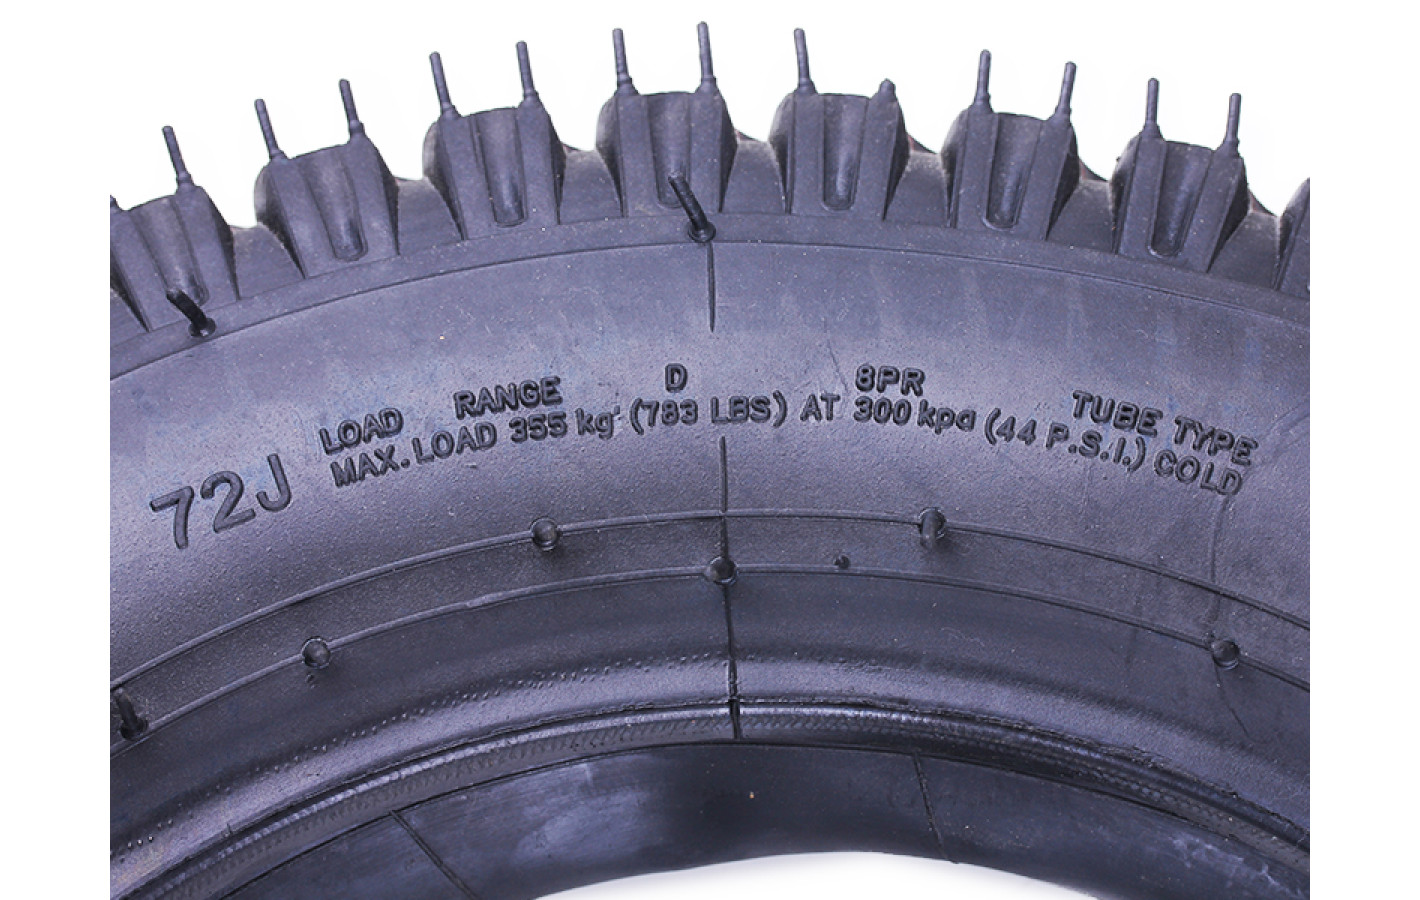 72J
LOAD RANGE D 8PR TUBE TYPE
MAX. LOAD 355 kg (783 LBS) AT 300 kpa (44 P.S.I.) COLD